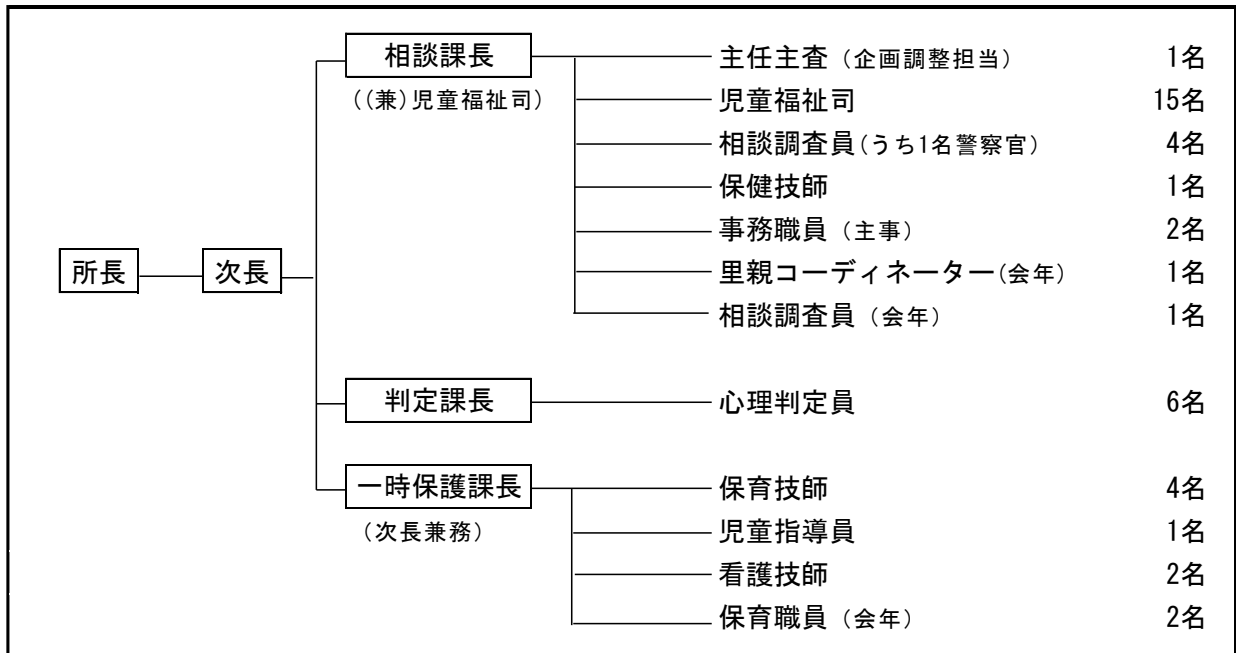 相談課長 主任主査（企画調整担当） 1名
((兼)児童福祉司) 児童福祉司 15名
相談調査員(うち1名警察官) 4名
保健技師 1名
事務職員（主事） 2名
所長 次長 里親コーディネーター(会年) 1名
相談調査員（会年） 1名
判定課長 心理判定員 6名
一時保護課長 保育技師 4名
（次長兼務） 児童指導員 1名
看護技師 2名
保育職員（会年） 2名